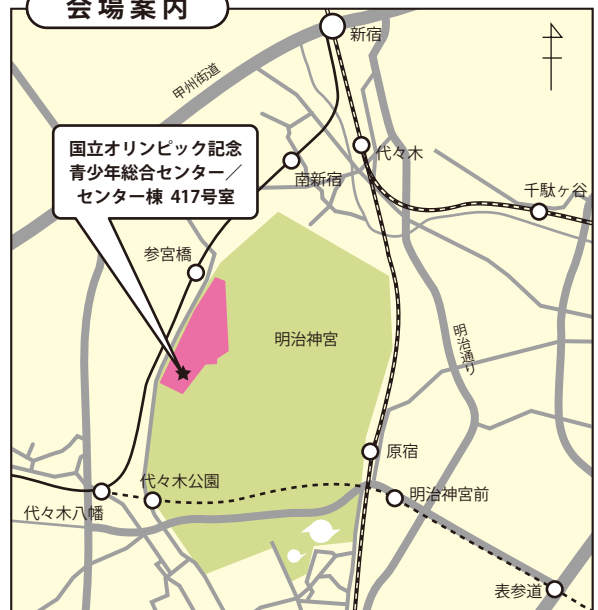 会場案内
新宿
甲州街道
国立オリンピック記念
青少年総合センター／
センター棟 417号室
代々木
南新宿
千駄ヶ谷
参宮橋
明治神宮
明治通り
原宿
代々木公園
明治神宮前
代々木八幡
表参道